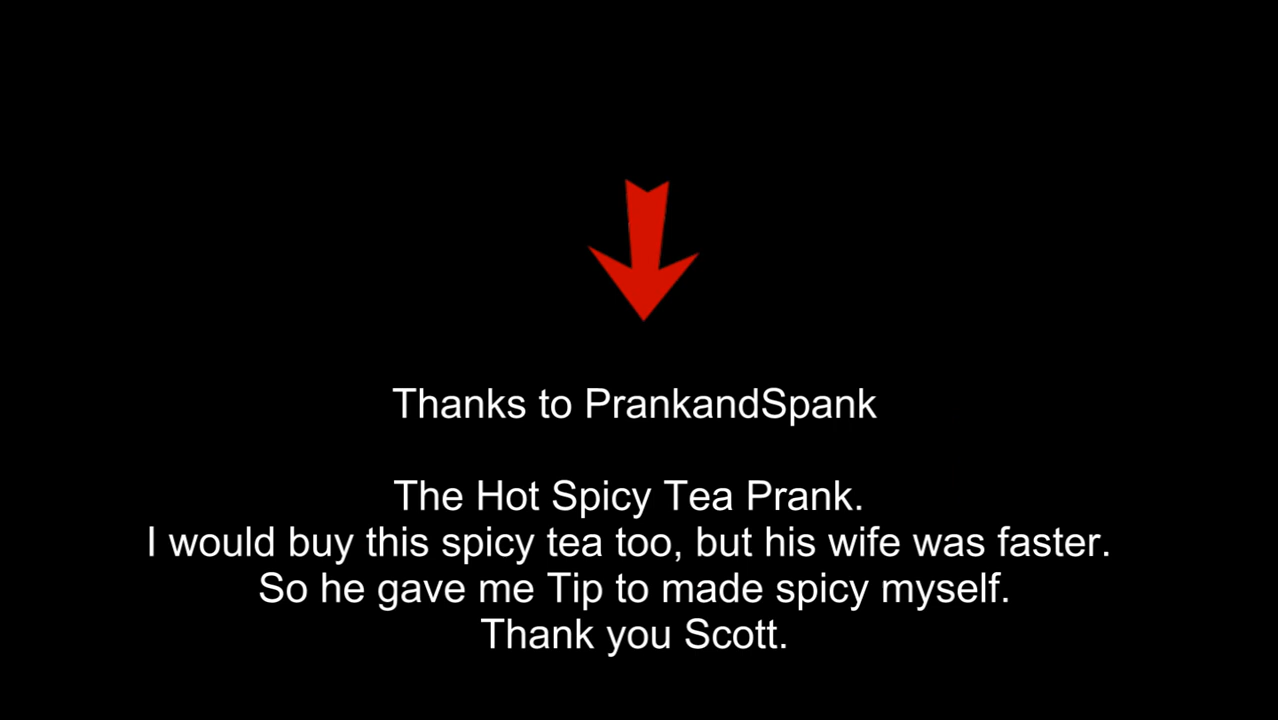 Thanks to PrankandSpank
The Hot Spicy Tea Prank.
I would buy this spicy tea too, but his wife was faster.
So he gave me Tip to made spicy myself.
Thank you Scott.